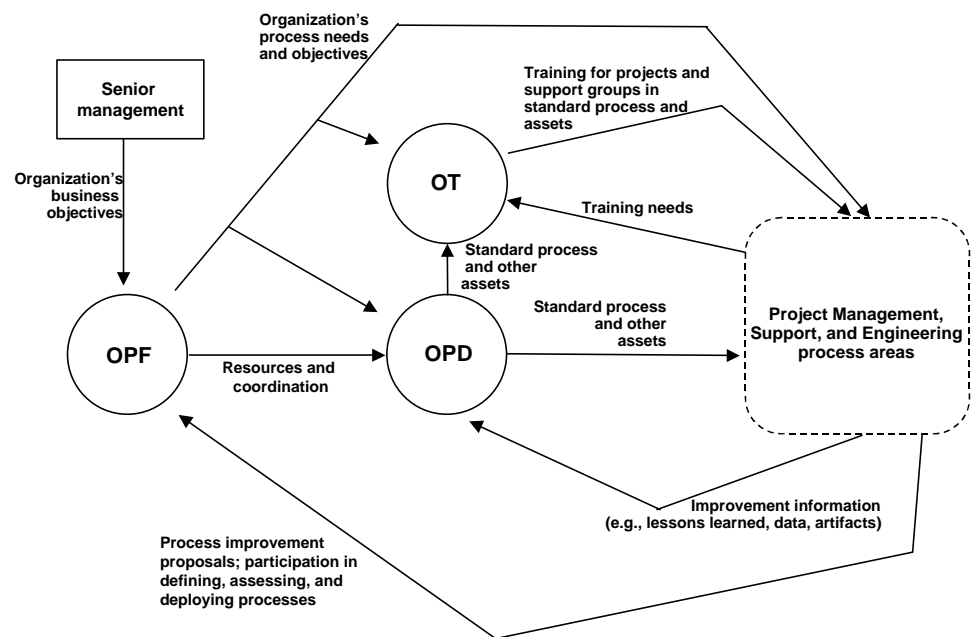 Organization’s
process needs
and objectives
Senior
management
Training for projects and
support groups in
standard process and
assets
Organization’s
business
objectives
OT
Training needs
Standard process
and other
assets
Standard process
and other
assets
Project Management,
Support, and Engineering
process areas
OPF
OPD
Resources and
coordination
Improvement information
(e.g., lessons learned, data, artifacts)
Process improvement
proposals; participation in
defining, assessing, and
deploying processes